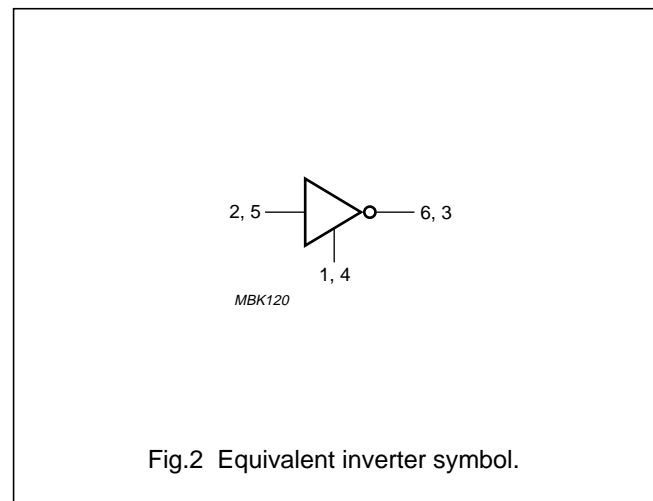 2, 5
6, 3
1, 4
MBK120
Fig.2 Equivalent inverter symbol.